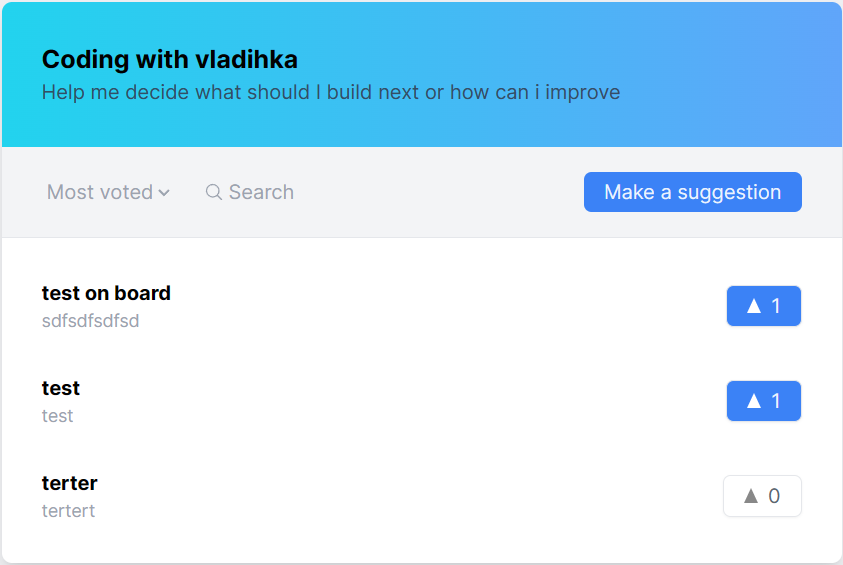 Coding with vladihka
Help me decide what should I build next or how can i improve
Most voted Search Make a suggestion
test on board
sdfsdfsdfsd
1
test
test
1
terter
tertert
0